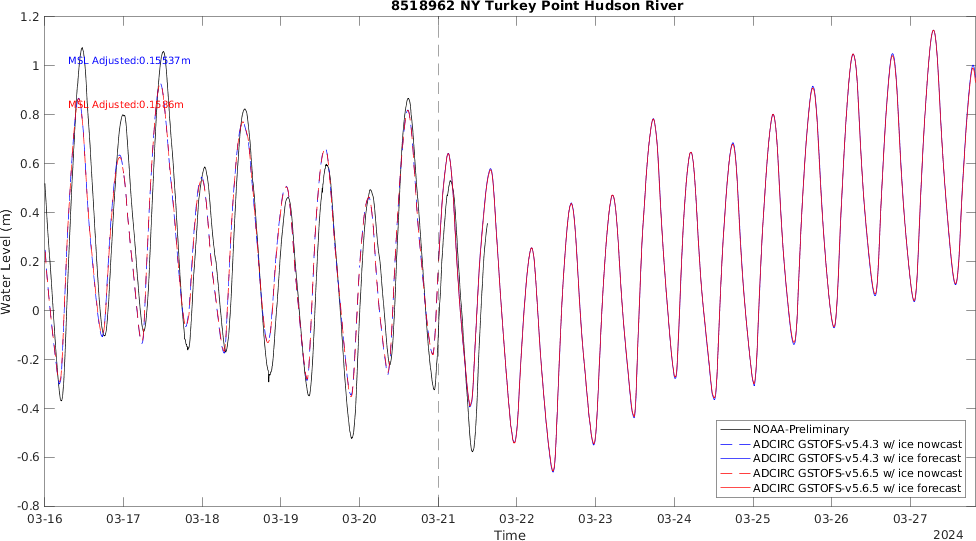 8518962 NY Turkey Point Hudson River
MSL Adjusted:0.15537m
MSL Adjusted:0.1586m
Water Level (m)
1.2
1
0.8
0.6
0.4
0.2
0
-0.2
-0.4
-0.6
-0.8
NOAA-Preliminary
ADCIRC GSTOFS-v5.4.3 w/ ice nowcast
ADCIRC GSTOFS-v5.4.3 w/ ice forecast
ADCIRC GSTOFS-v5.6.5 w/ ice nowcast
ADCIRC GSTOFS-v5.6.5 w/ ice forecast
03-16 03-17 03-18 03-19 03-20 03-21 03-22 03-23 03-24 03-25 03-26 03-27
Time
2024